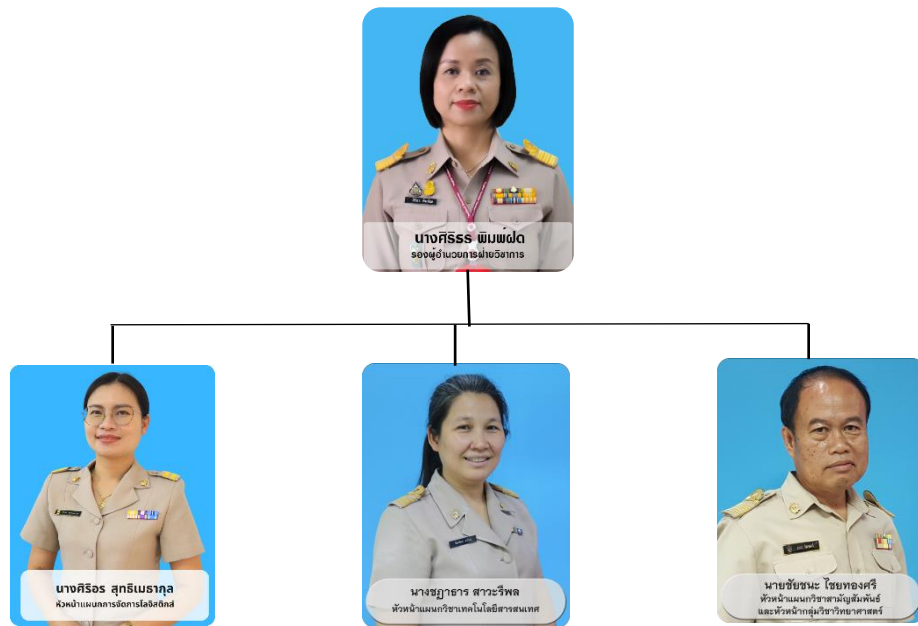 นางศิริธร พิมพ์ฝด
รองผู้อำนวยการฝ่ายวิชาการ
นางศิริอร สุทธิเมธากุล
หัวหน้าแผนกการจัดการโลจิสติกส์
นางชฎาธาร สาวะรีพล
หัวหน้าแผนกวิชาเทคโนโลยีสารสนเทศ
นายชัยชนะ ไชยทองศรี
หัวหน้าแผนกวิชาสามัญสัมพันธ์
และหัวหน้ากลุ่มวิชาวิทยาศาสตร์